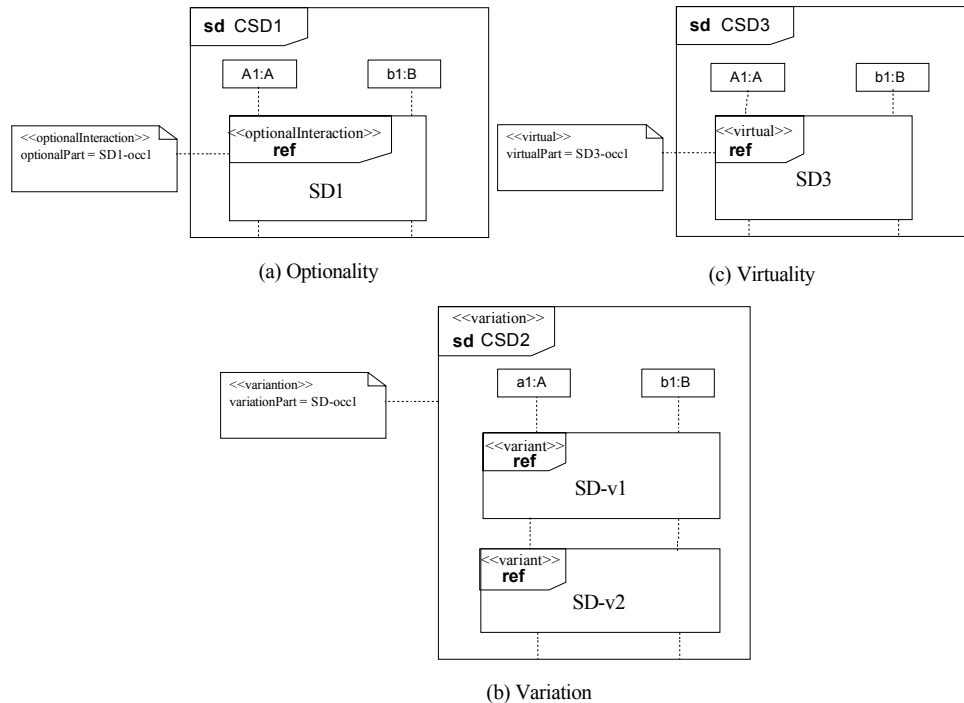 sd CSD1
A1:A
b1:B
<<optionalInteraction>>
optionalPart = SD1-occ1
<<optionalInteraction>>
ref
SD1
(a) Optionality
sd CSD3
A1:A
b1:B
<<virtual>>
virtualPart = SD3-occ1
<<virtual>>
ref
SD3
(c) Virtuality
<<variation>>
sd CSD2
a1:A
b1:B
<<variantion>>
variationPart = SD-occ1
<<variant>>
ref
SD-v1
<<variant>>
ref
SD-v2
(b) Variation